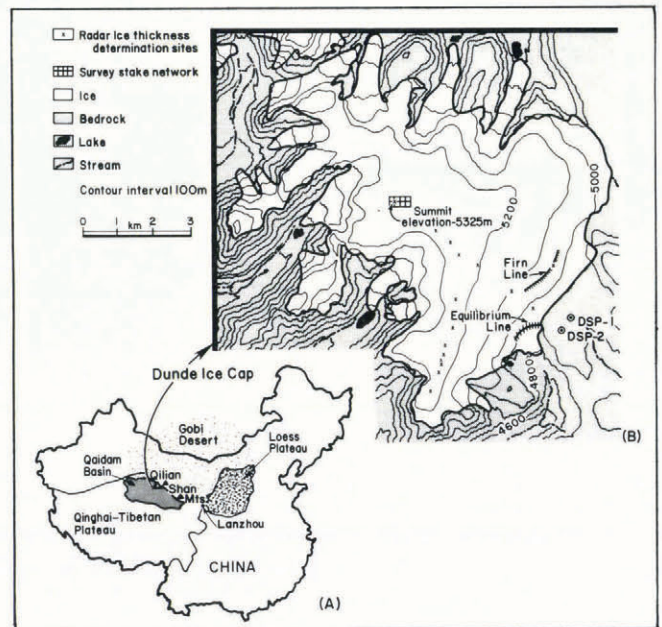 Radar Ice thickness
determination sites
Survey stake network
Ice
Bedrock
Lake
Stream
Contour interval 100m
0 1 2 3
km
Summit
elevation-5325m
5200
5000
Firn
Line
Equilibrium
Line
DSP-1
DSP-2
4800
4600
(B)
Dunde Ice Cap
Gobi
Desert
Loess
Plateau
Qaidam
Basin
Qilian
Shan
Mts.
Qinghai-Tibetan
Plateau
Lanzhou
CHINA
(A)